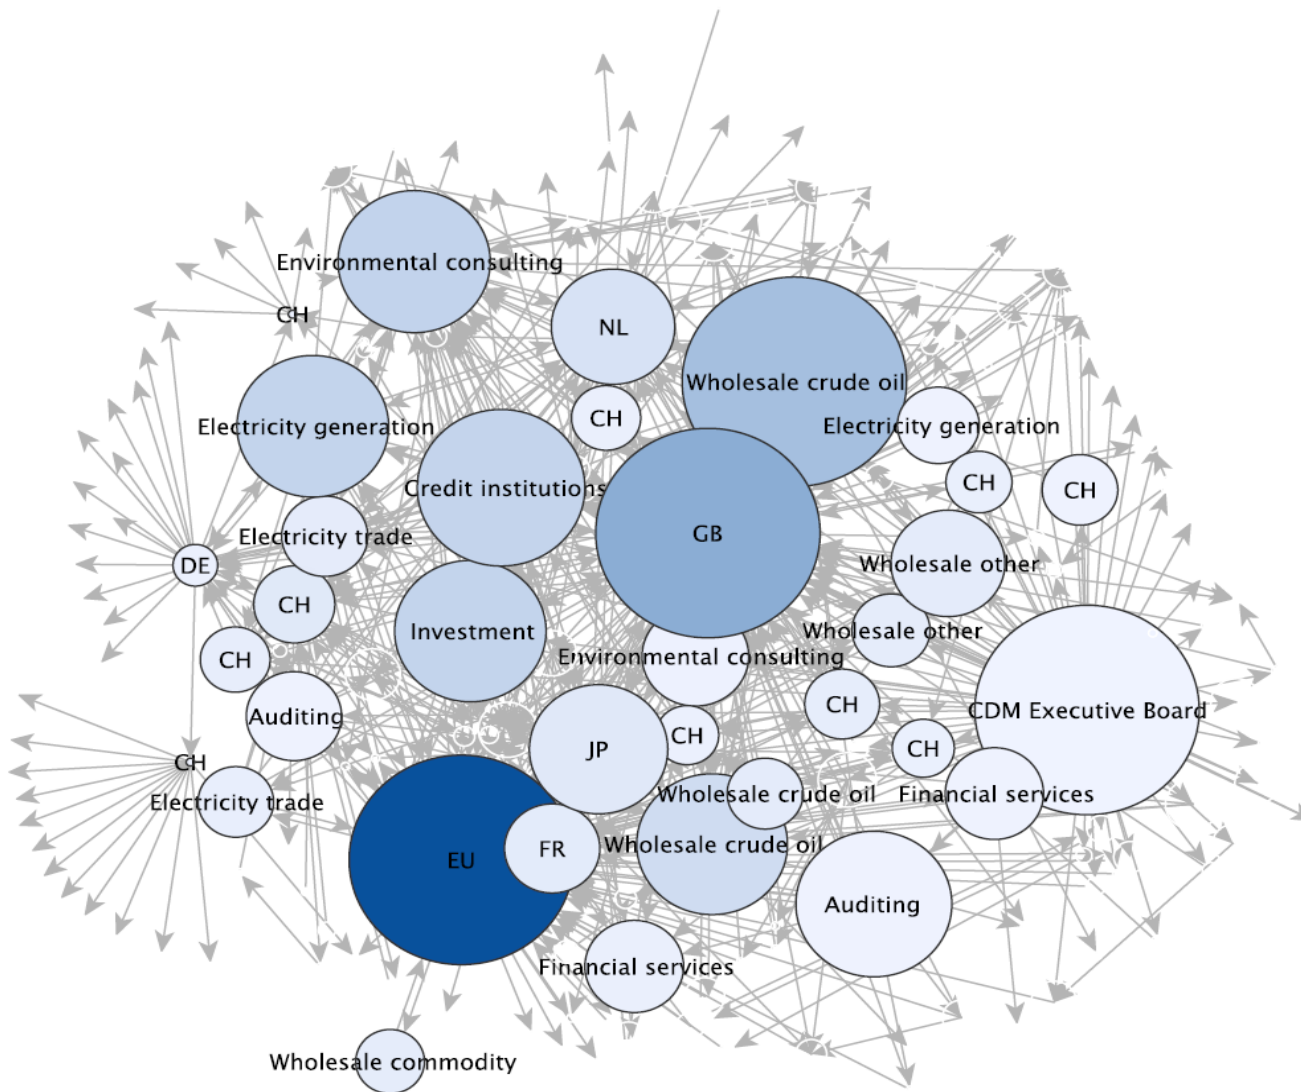 Environmental consulting
CH
NL
Wholesale crude oil
CH
Electricity generation
Electricity generation
Credit institutions
CH
CH
Electricity trade
GB
DE
Wholesale other
CH
Investment
Wholesale other
CH
Environmental consulting
CH
Auditing
CDM Executive Board
CH
JP
CH
CH
Electricity trade
Wholesale crude oil
Financial services
FR
Wholesale crude oil
EU
Auditing
Financial services
Wholesale commodity